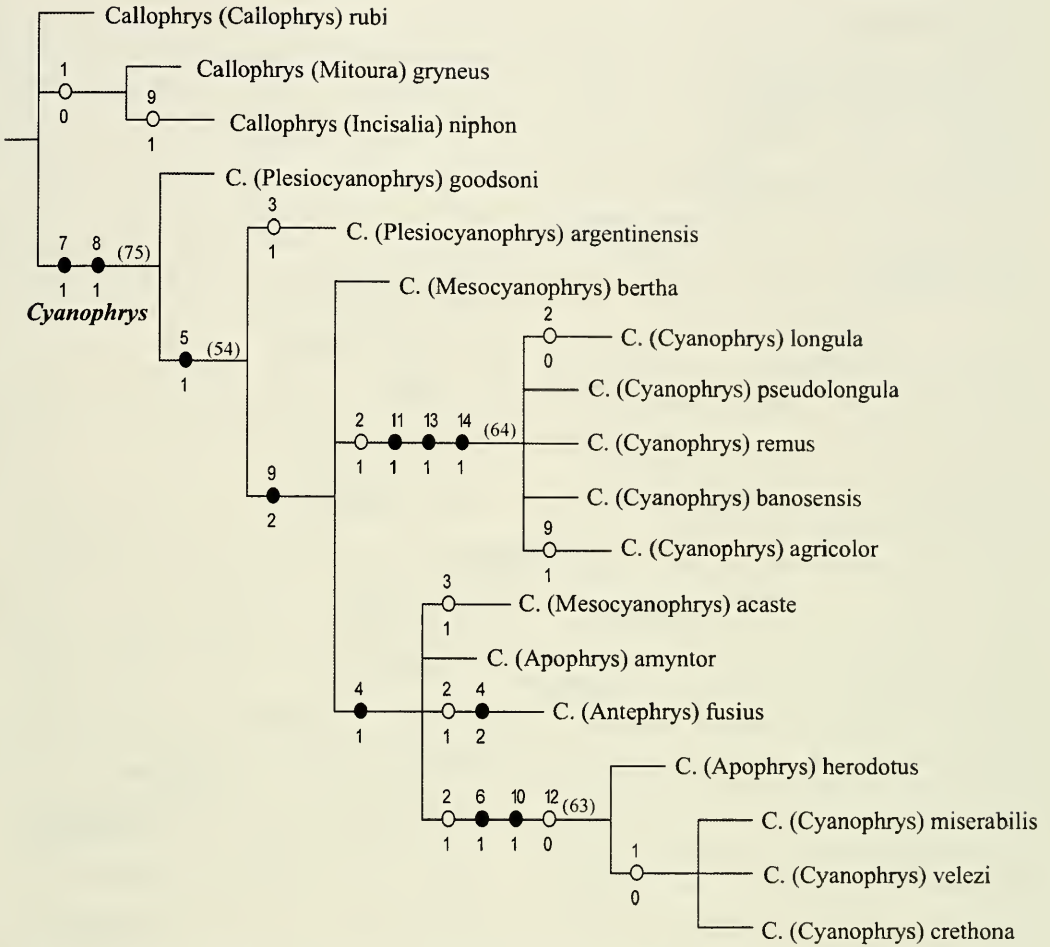 Callophrys (Callophrys) rubi
1
Callophrys (Mitoura) gryneus
0
9
Callophrys (Incisalia) niphon
1
C. (Plesiocyanophrys) goodsoni
3
C. (Plesiocyanophrys) argentinensis
1
7 8 (75)
1 1
Cyanophrys
C. (Mesocyanophrys) bertha
2
C. (Cyanophrys) longula
0
5 (54)
1
C. (Cyanophrys) pseudolongula
2 11 13 14 (64)
C. (Cyanophrys) remus
1 1 1 1
9
2
C. (Cyanophrys) banosensis
9
C. (Cyanophrys) agricolor
1
3
C. (Mesocyanophrys) acaste
1
C. (Apophrys) amyntor
4
1
2 4
C. (Antephrys) fusius
1 2
C. (Apophrys) herodotus
2 6 10 12 (63)
1 1 1 0
C. (Cyanophrys) miserabilis
1
C. (Cyanophrys) velezi
0
C. (Cyanophrys) crethona